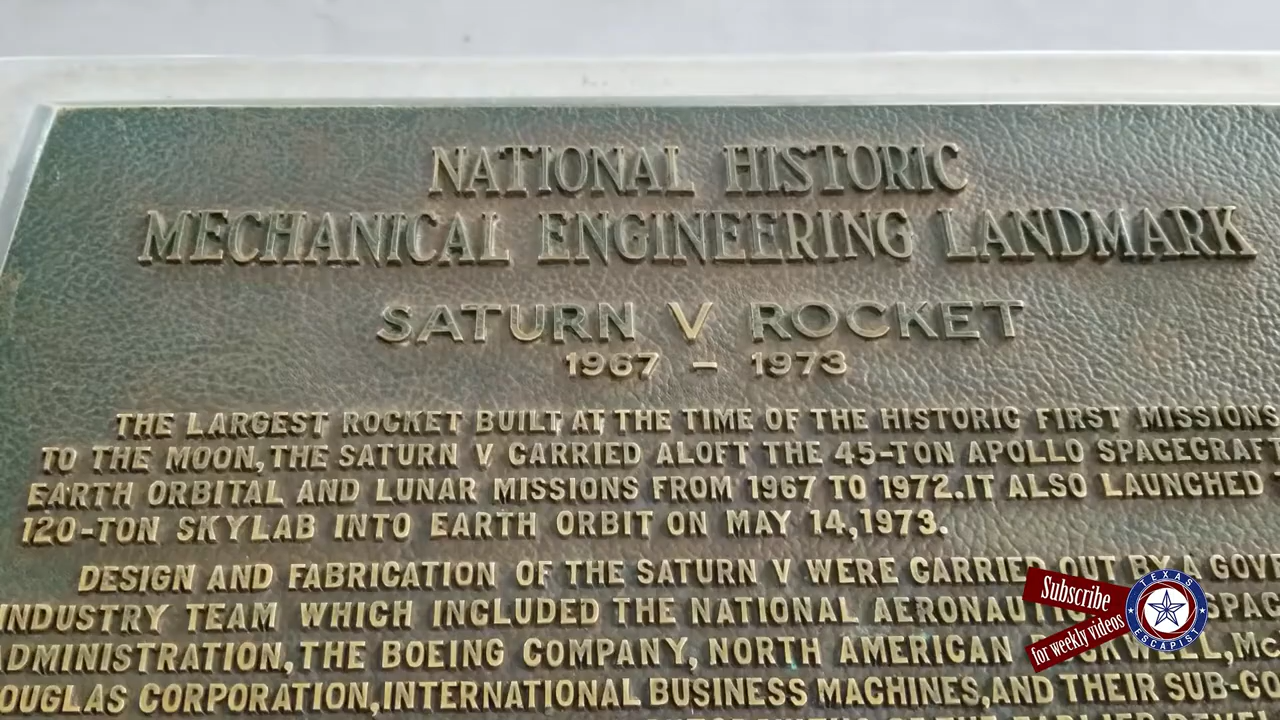 NATIONAL HISTORIC
MECHANICAL ENGINEERING LANDMARK
SATURN V ROCKET
1967 - 1973
THE LARGEST ROCKET BUILT AT THE TIME OF THE HISTORIC FIRST MISSIONS
TO THE MOON, THE SATURN V CARRIED ALOFT THE 45-TON APOLLO SPACECRAFT
EARTH ORBITAL AND LUNAR MISSIONS FROM 1967 TO 1972. IT ALSO LAUNCHED
120-TON SKYLAB INTO EARTH ORBIT ON MAY 14, 1973.
DESIGN AND FABRICATION OF THE SATURN V WERE CARRIED OUT BY A GOVE
INDUSTRY TEAM WHICH INCLUDED THE NATIONAL
ADMINISTRATION, THE BOEING COMPANY, NORTH AMERICAN
OUGLAS CORPORATION, INTERNATIONAL BUSINESS MACHINES, AND THEIR SUB-CO
Subscribe
for weekly videos
TEXAS
ESCAPIST